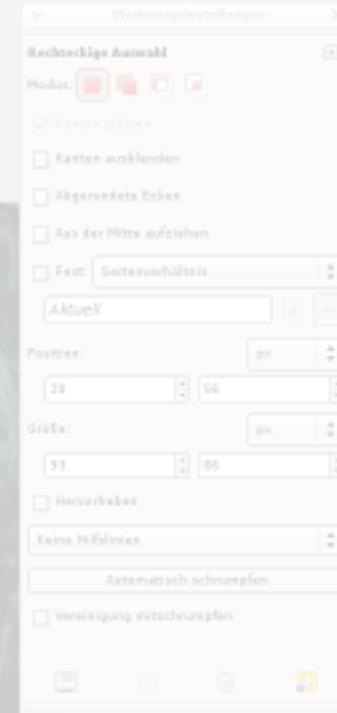 Werkzeugeinstellungen
Rechteckige Auswahl
Modus:
Kanten glätten
Kanten ausblenden
Abgerundete Ecken
Aus der Mitte aufziehen
Fest: Seitenverhältnis
Aktuell
Position: px
28 56
Größe: px
93 86
Hervorheben
Keine Hilfslinien
Automatisch schrumpfen
Vereinigung mitschrumpfen